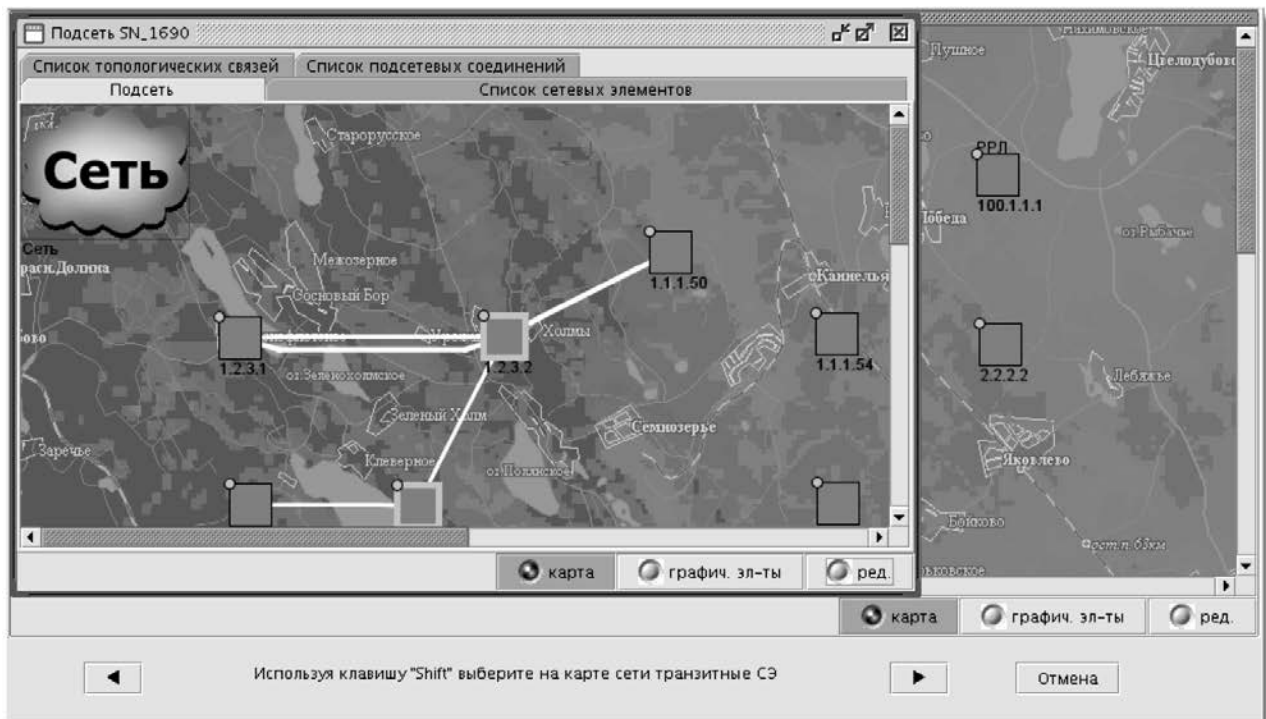 Подсеть SN_1690
Список топологических связей
Список подсетевых соединений
Подсеть
Список сетевых элементов
Сеть
Сеть
Старорусское
Межозерное
Сосновый Бор
1.2.3.1
1.2.3.2
Холмы
1.1.1.50
1.1.1.54
Зеленый Холм
Клеверное
Семиозерье
Заречье
карта
графич. эл-ты
ред.
Пушное
Цвелодубово
РРЛ
100.1.1.1
2.2.2.2
Лебяжье
Яковлево
Бойково
карта
графич. эл-ты
ред.
Используя клавишу "Shift" выберите на карте сети транзитные СЭ
Отмена